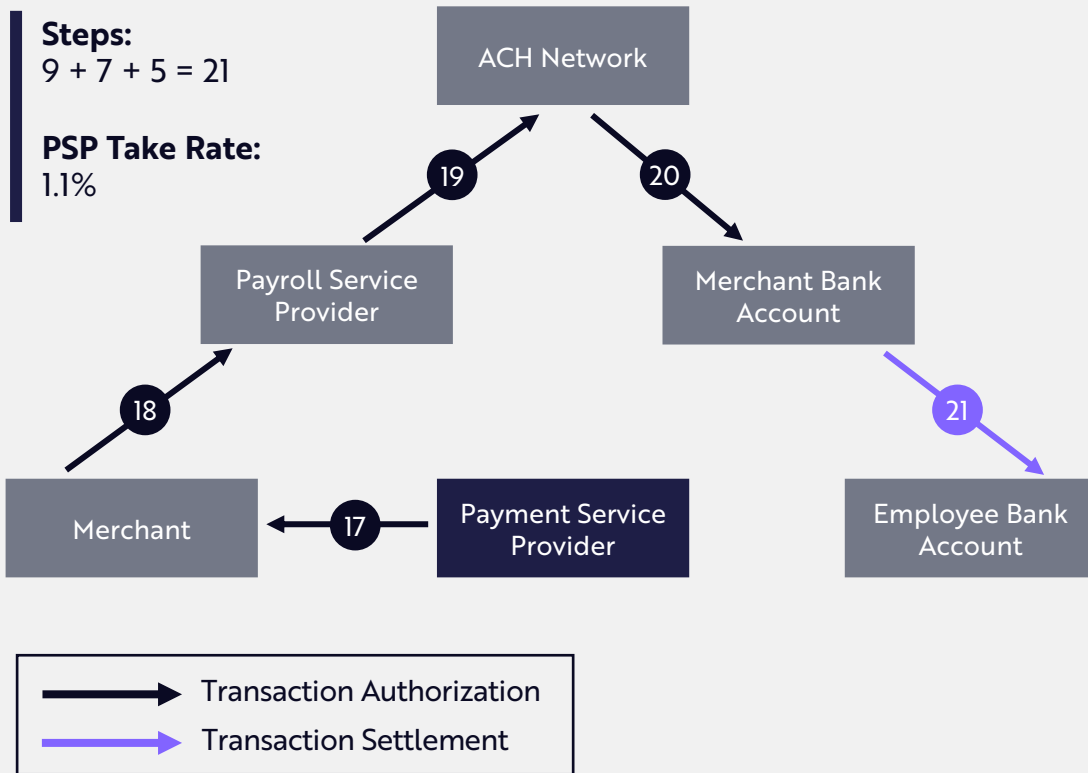 Steps:
9 + 7 + 5 = 21
PSP Take Rate:
1.1%
ACH Network
19
20
Payroll Service
Provider
Merchant Bank
Account
18
21
Merchant
17
Payment Service
Provider
Employee Bank
Account
Transaction Authorization
Transaction Settlement